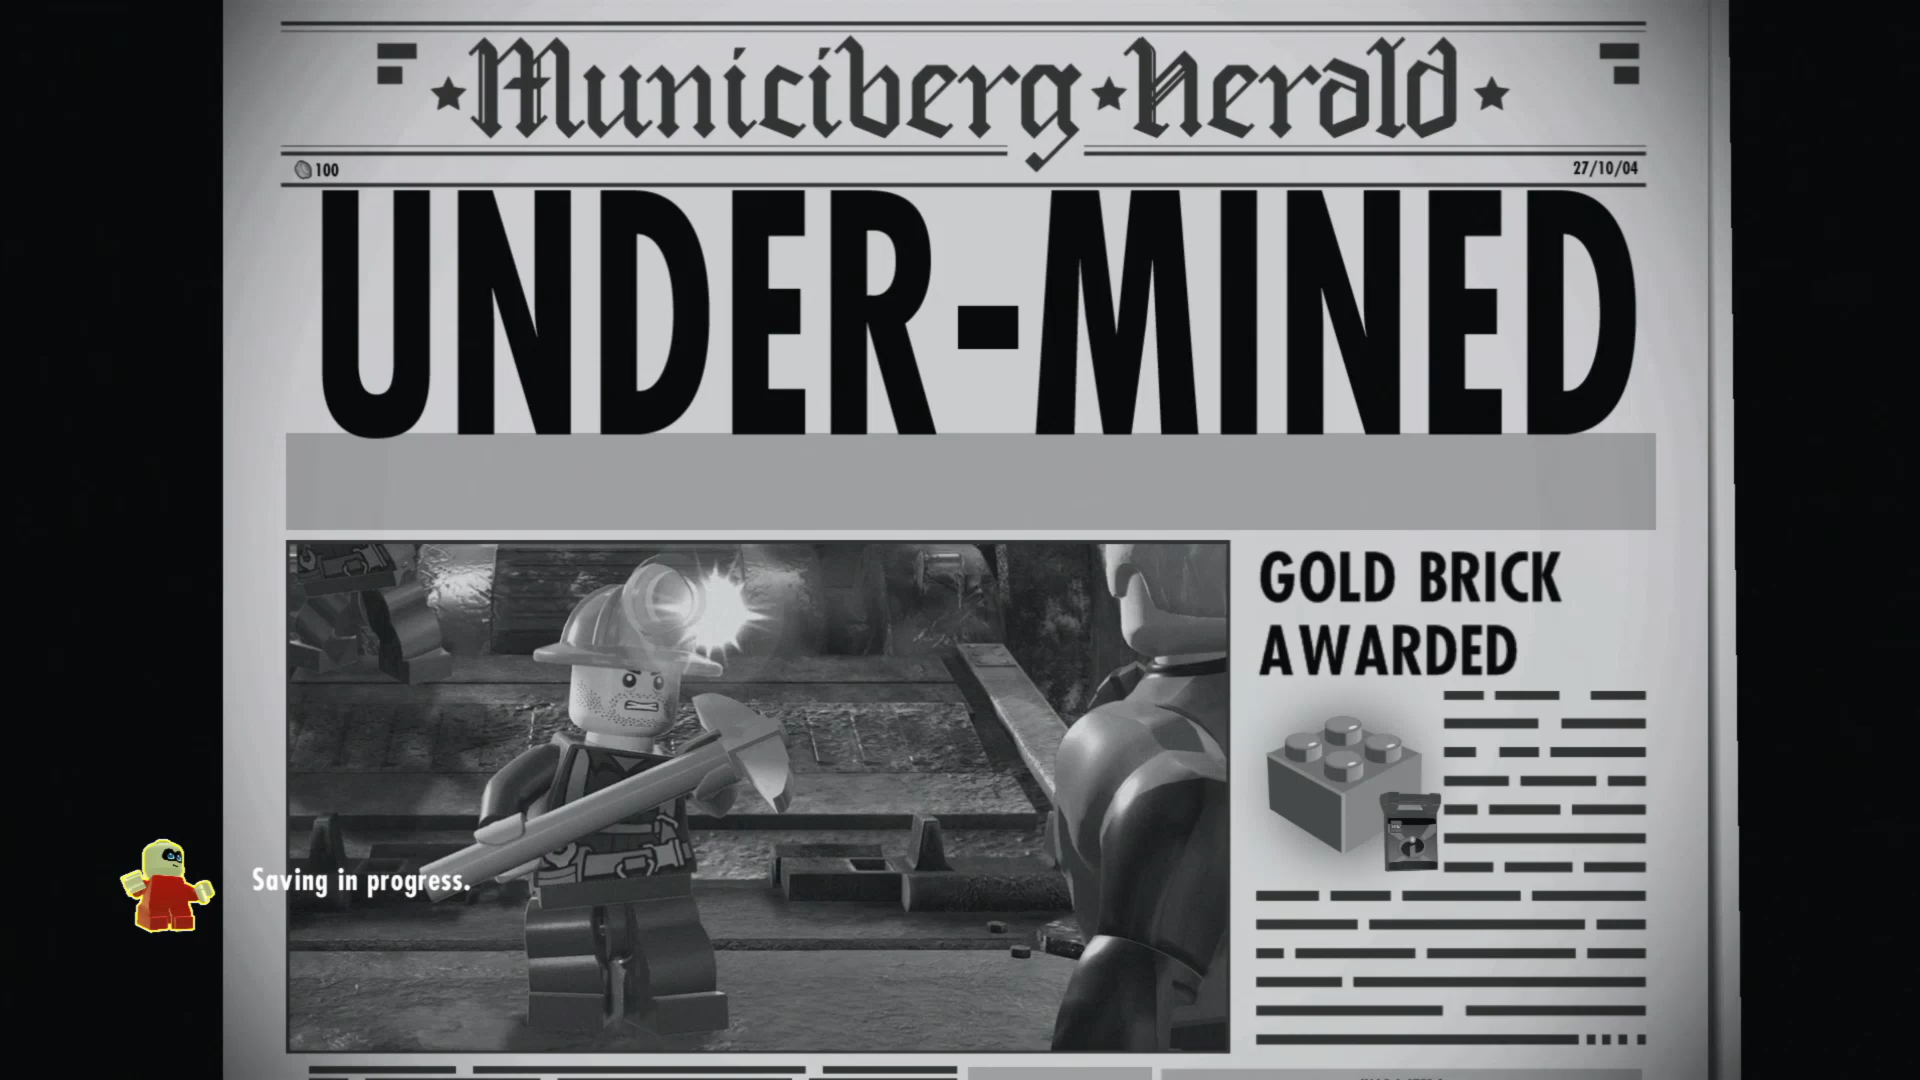 Municiberg Herald
100
27/10/04
UNDER-MINED
GOLD BRICK
AWARDED
Saving in progress.